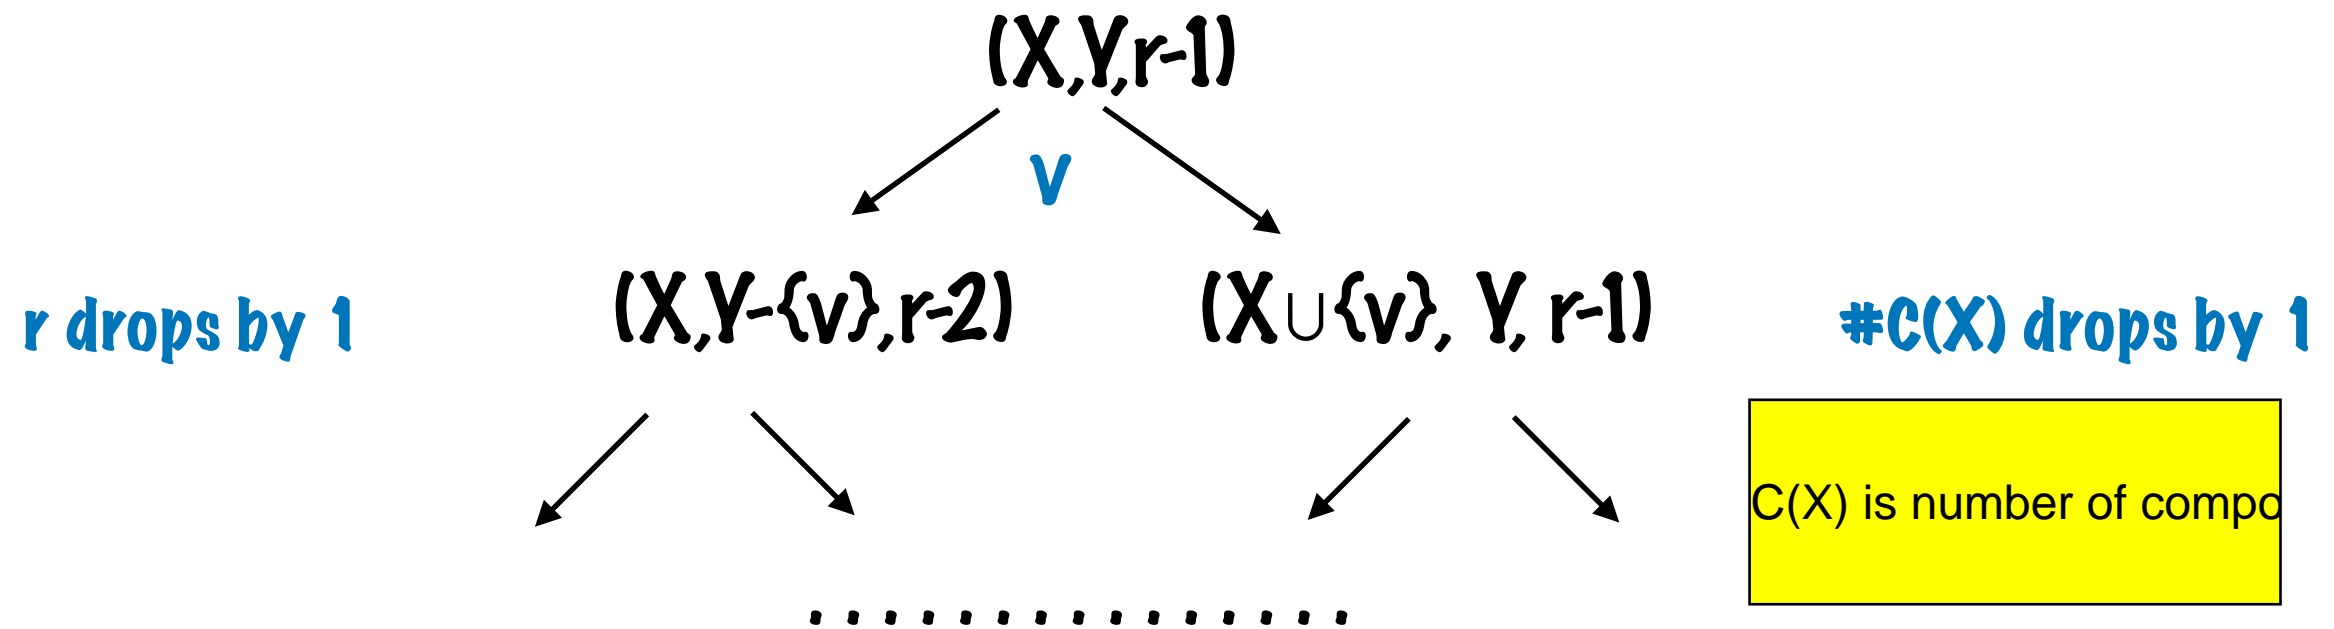 (X,Y,r-1)
v
r drops by 1
(X,Y-{v},r-2)
(X∪{v}, Y, r-1)
#C(X) drops by 1
C(X) is number of compo
...............